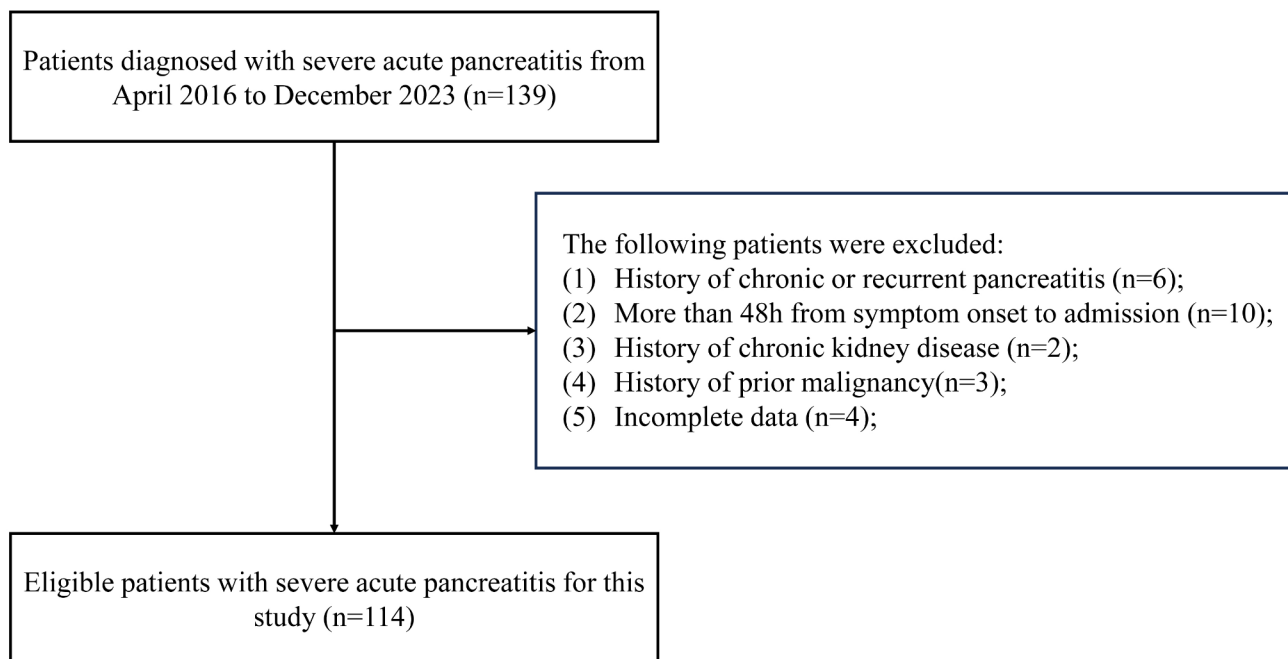 Patients diagnosed with severe acute pancreatitis from
April 2016 to December 2023 (n=139)
The following patients were excluded:
(1) History of chronic or recurrent pancreatitis (n=6);
(2) More than 48h from symptom onset to admission (n=10);
(3) History of chronic kidney disease (n=2);
(4) History of prior malignancy(n=3);
(5) Incomplete data (n=4);
Eligible patients with severe acute pancreatitis for this
study (n=114)